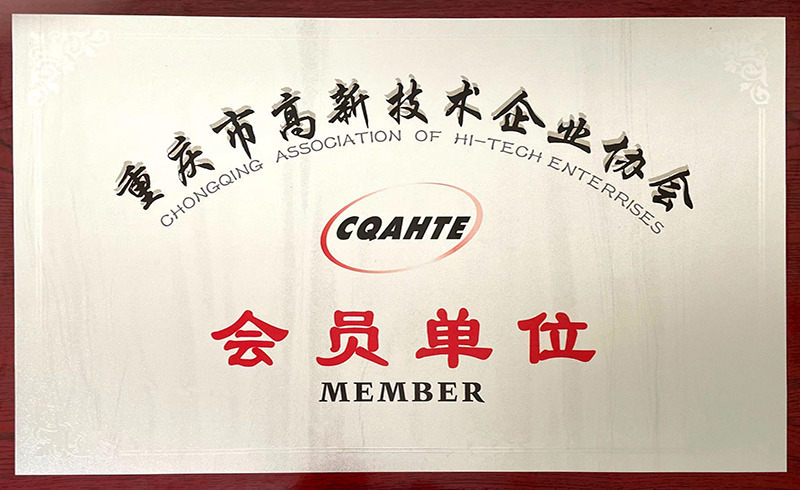 重庆市高新技术企业协会
CHONGQING ASSOCIATION OF HI-TECH ENTERRISES
CQAHTE
会员单位
MEMBER